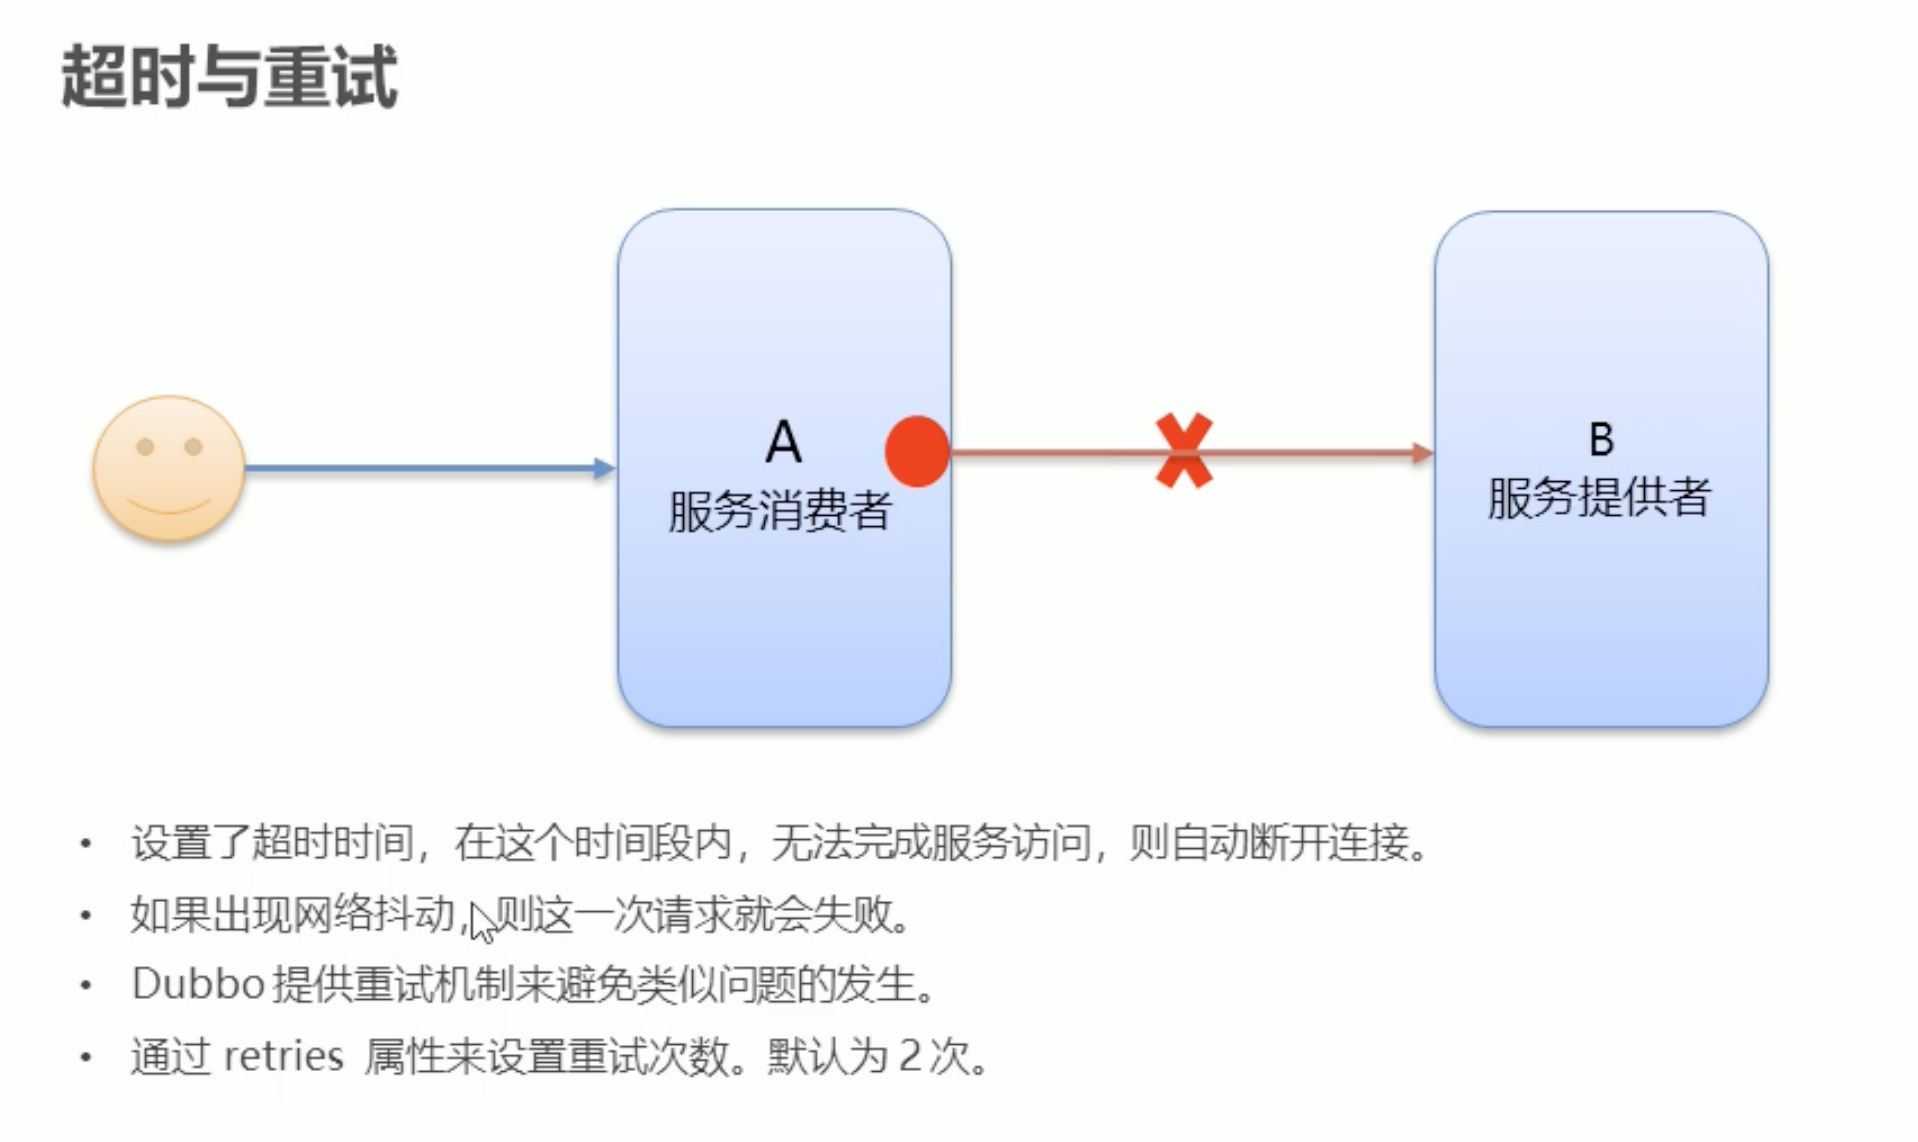 超时与重试
A
服务消费者
B
服务提供者
• 设置了超时时间，在这个时间段内，无法完成服务访问，则自动断开连接。
• 如果出现网络抖动，则这一次请求就会失败。
• Dubbo 提供重试机制来避免类似问题的发生。
• 通过 retries 属性来设置重试次数。默认为 2 次。